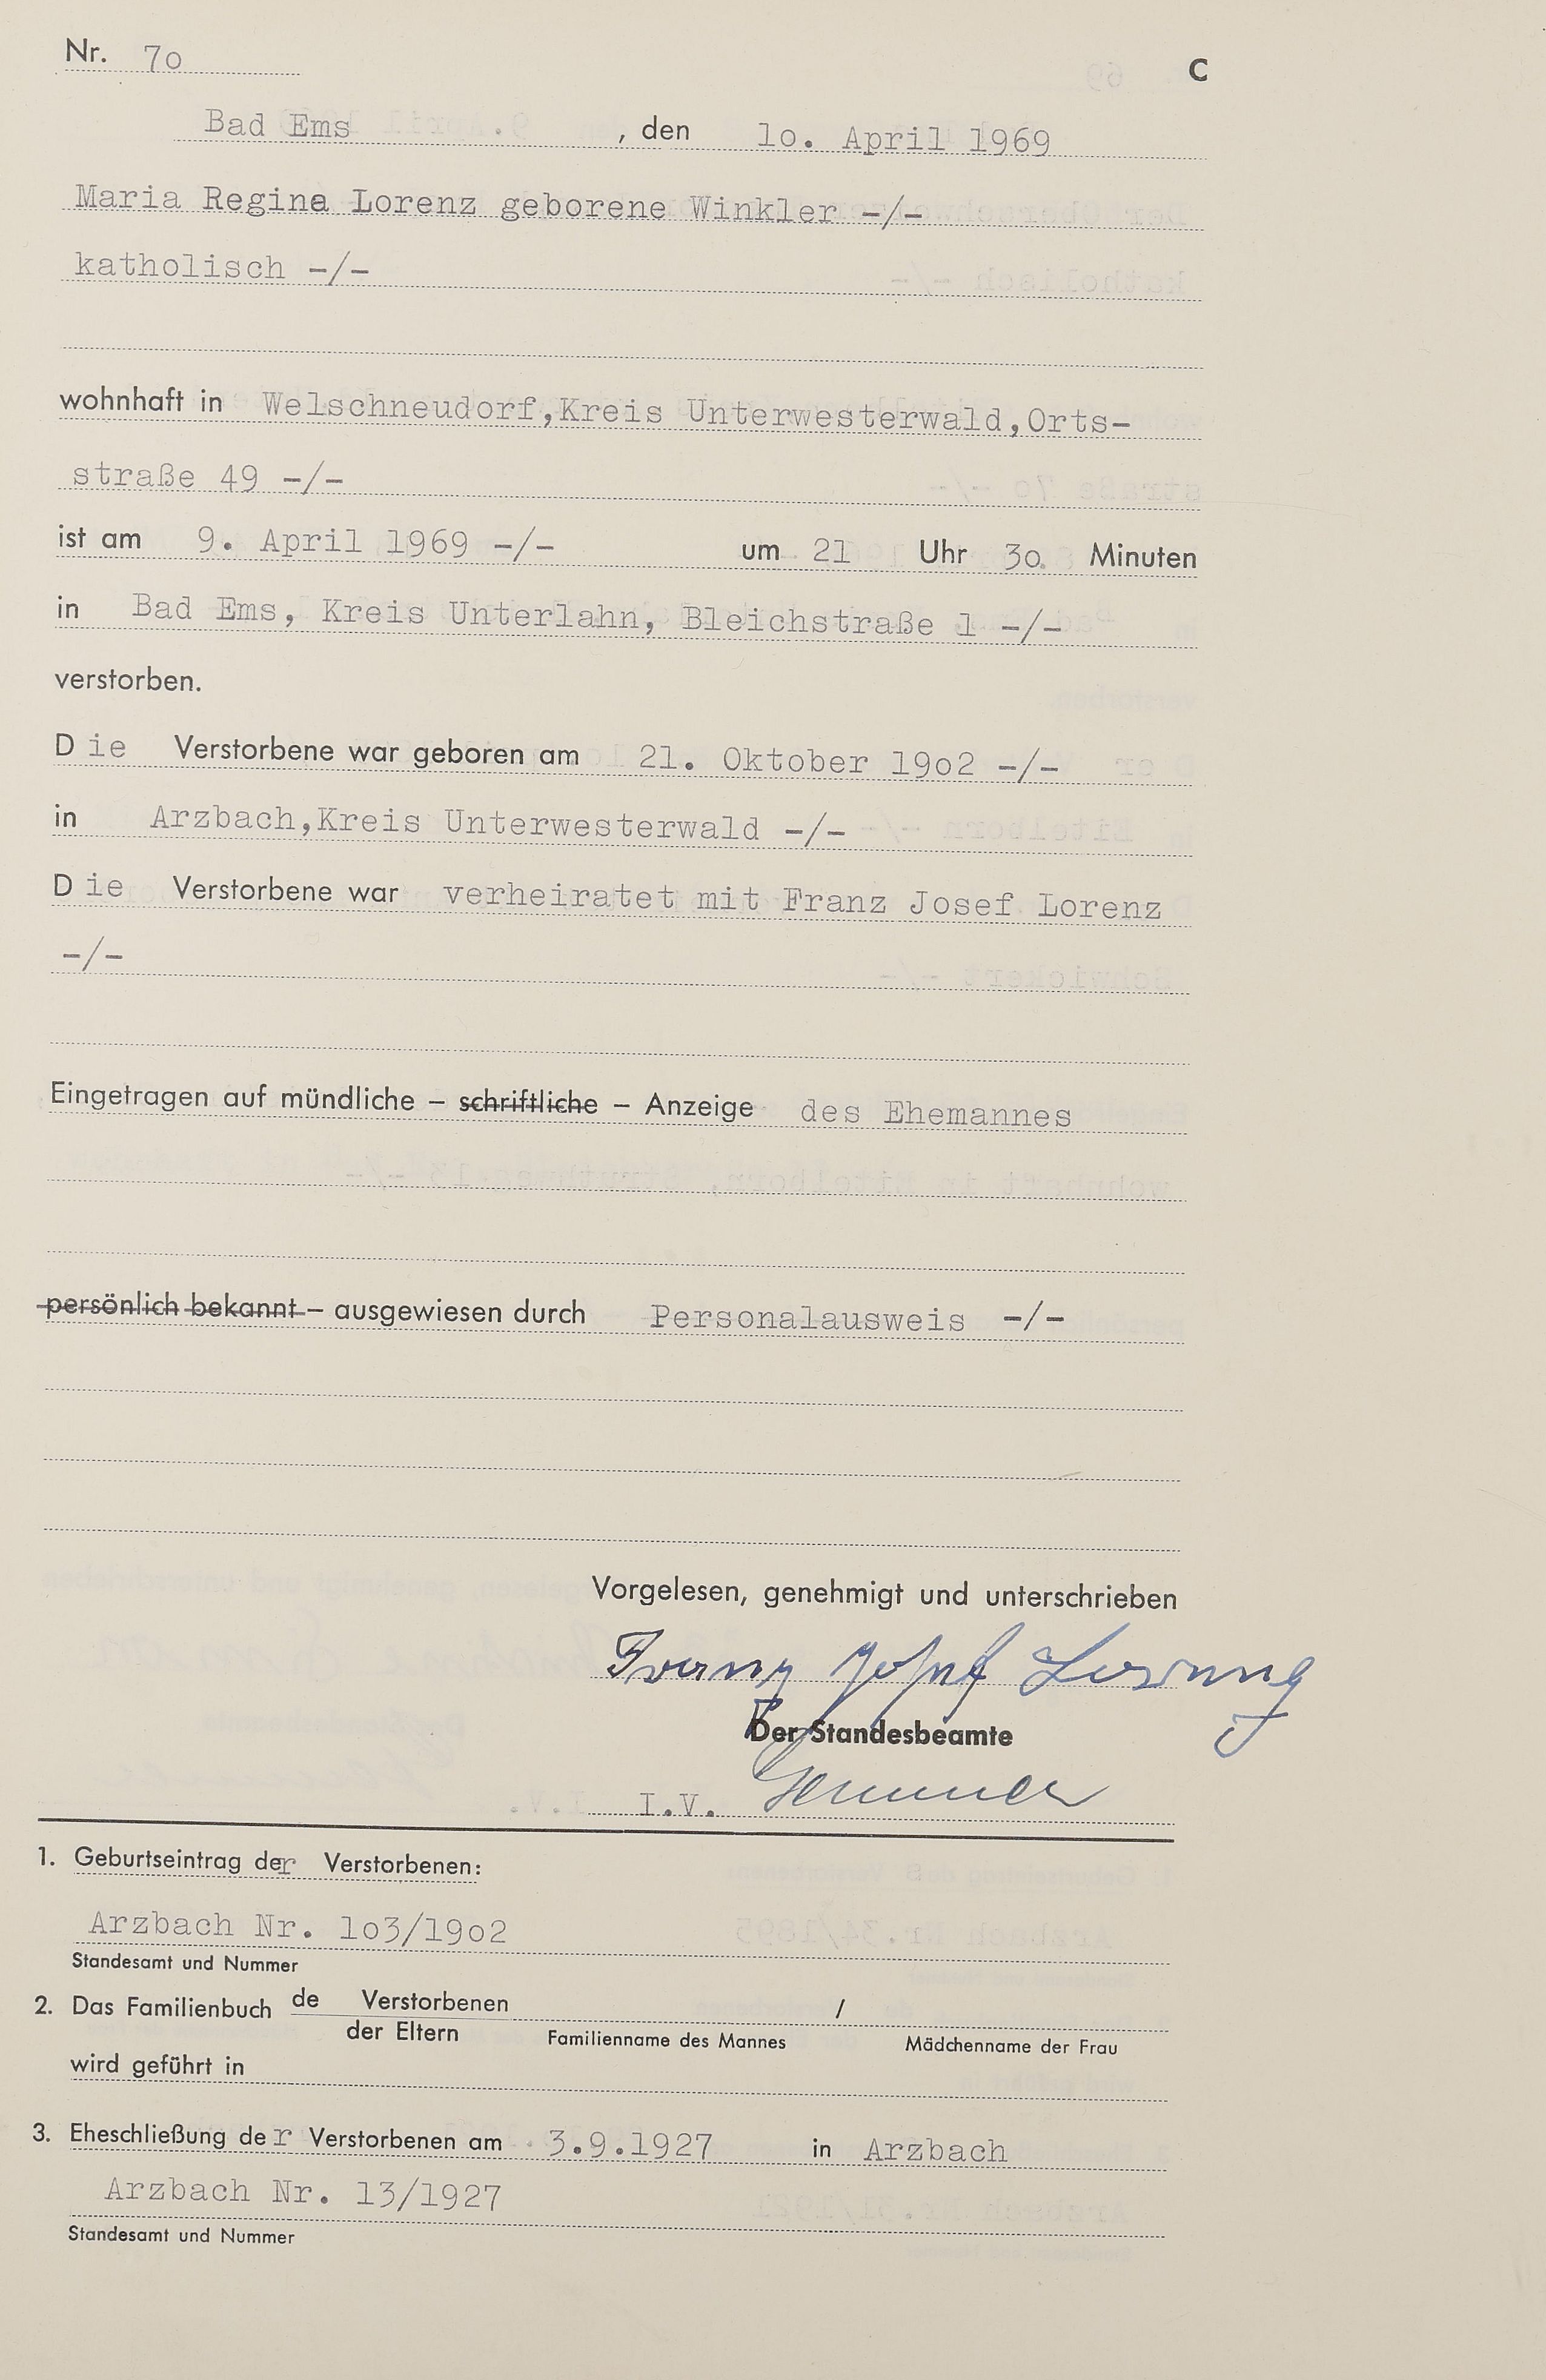 Nr. 7o
C
Bad Ems , den 1o. April 1969
Maria Regina Lorenz geborene Winkler -/-
katholisch -/-
wohnhaft in Welschneudorf,Kreis Unterwesterwald,Orts-
straße 49 -/-
ist am 9. April 1969 -/- um 21 Uhr 3o Minuten
in Bad Ems, Kreis Unterlahn, Bleichstraße 1 -/-
verstorben.
Die Verstorbene war geboren am 21. Oktober 19o2 -/-
in Arzbach,Kreis Unterwesterwald -/-
Die Verstorbene war verheiratet mit Franz Josef Lorenz
-/-
Eingetragen auf mündliche – schriftliche – Anzeige des Ehemannes
persönlich bekannt – ausgewiesen durch Personalausweis -/-
Vorgelesen, genehmigt und unterschrieben
Franz Josef Lorenz
Der Standesbeamte
I.V.
1. Geburtseintrag der Verstorbenen:
Arzbach Nr. 1o3/19o2
Standesamt und Nummer
2. Das Familienbuch de Verstorbenen /
der Eltern Familienname des Mannes Mädchenname der Frau
wird geführt in
3. Eheschließung der Verstorbenen am 3.9.1927 in Arzbach
Arzbach Nr. 13/1927
Standesamt und Nummer